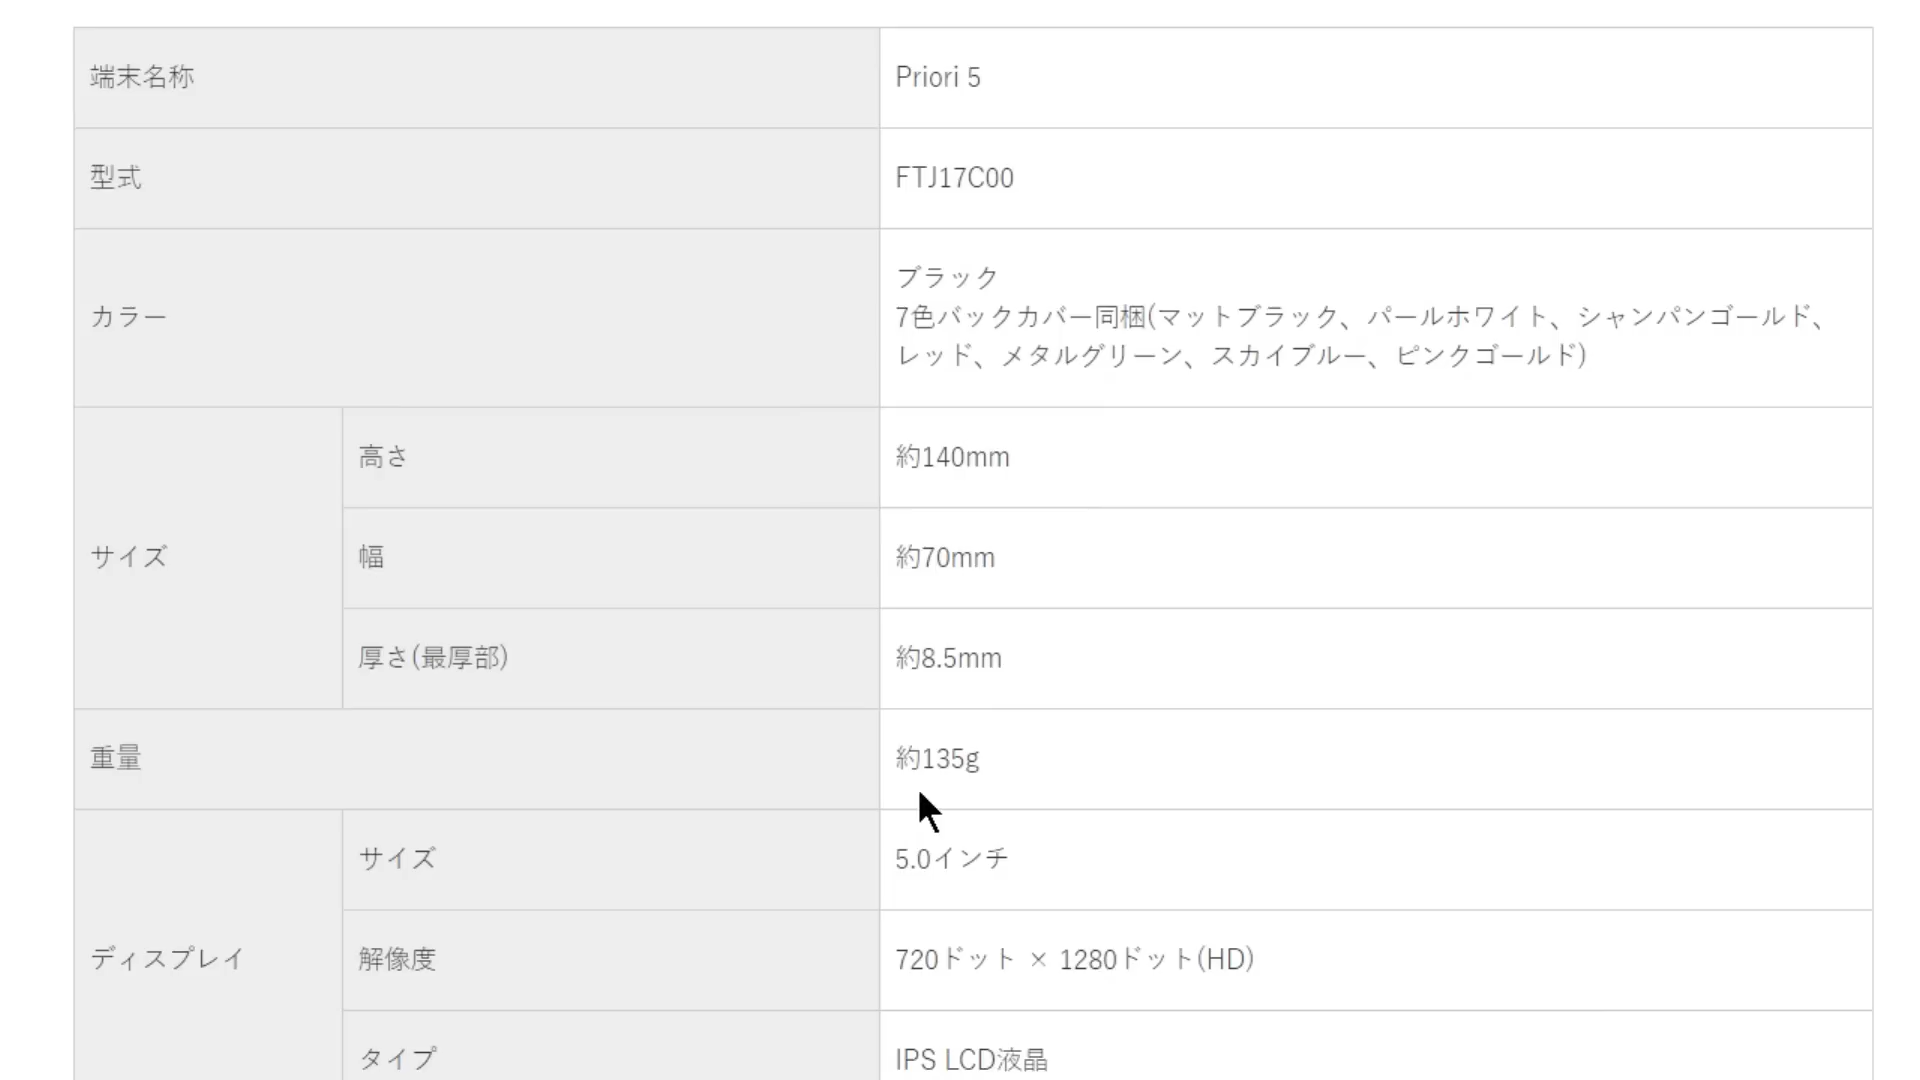 端末名称 Priori 5
型式 FTJ17C00
カラー ブラック
7色バックカバー同梱(マットブラック、パールホワイト、シャンパンゴールド、
レッド、メタルグリーン、スカイブルー、ピンクゴールド)
サイズ 高さ 約140mm
幅 約70mm
厚さ(最厚部) 約8.5mm
重量 約135g
ディスプレイ サイズ 5.0インチ
解像度 720ドット × 1280ドット(HD)
タイプ IPS LCD液晶